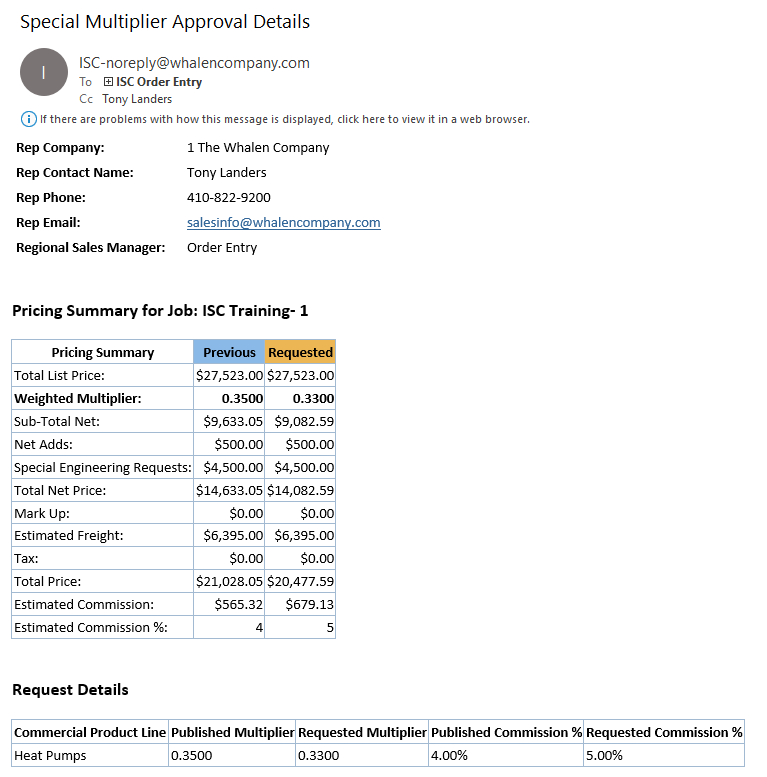 Special Multiplier Approval Details
I
ISC-noreply@whalencompany.com
To ISC Order Entry
Cc Tony Landers
If there are problems with how this message is displayed, click here to view it in a web browser.
Rep Company: 1 The Whalen Company
Rep Contact Name: Tony Landers
Rep Phone: 410-822-9200
Rep Email: salesinfo@whalencompany.com
Regional Sales Manager: Order Entry
Pricing Summary for Job: ISC Training- 1
Pricing Summary Previous Requested
Total List Price: $27,523.00 $27,523.00
Weighted Multiplier: 0.3500 0.3300
Sub-Total Net: $9,633.05 $9,082.59
Net Adds: $500.00 $500.00
Special Engineering Requests: $4,500.00 $4,500.00
Total Net Price: $14,633.05 $14,082.59
Mark Up: $0.00 $0.00
Estimated Freight: $6,395.00 $6,395.00
Tax: $0.00 $0.00
Total Price: $21,028.05 $20,477.59
Estimated Commission: $565.32 $679.13
Estimated Commission %: 4 5
Request Details
Commercial Product Line Published Multiplier Requested Multiplier Published Commission % Requested Commission %
Heat Pumps 0.3500 0.3300 4.00% 5.00%